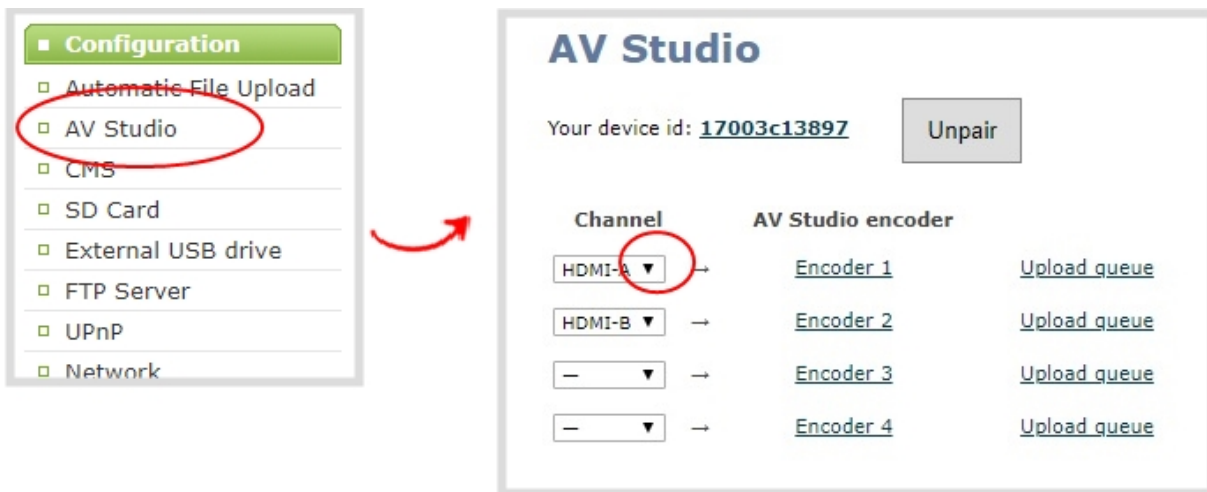 Configuration
Automatic File Upload
AV Studio
CMS
SD Card
External USB drive
FTP Server
UPnP
Network
AV Studio
Your device id: 17003c13897 Unpair
Channel AV Studio encoder
HDMI-A ▼ → Encoder 1 Upload queue
HDMI-B ▼ → Encoder 2 Upload queue
— ▼ → Encoder 3 Upload queue
— ▼ → Encoder 4 Upload queue